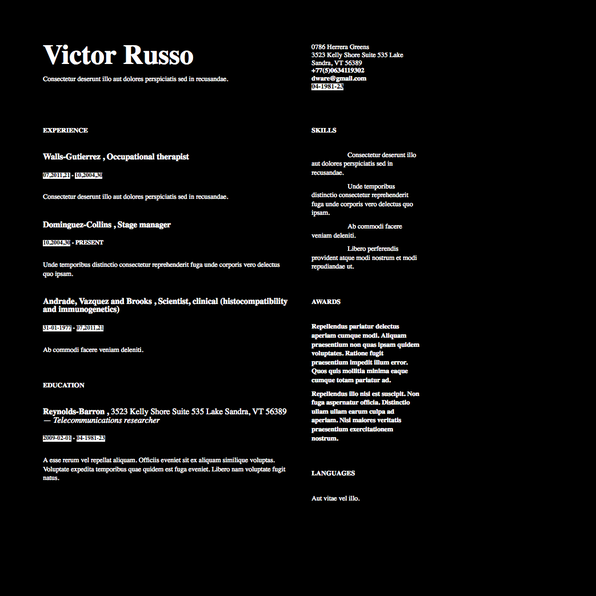 Victor Russo
Consectetur deserunt illo aut dolores perspiciatis sed in recusandae.
0786 Herrera Greens
3523 Kelly Shore Suite 535 Lake
Sandra, VT 56389
+77(5)0634119302
dware@gmail.com
04-1981-23
EXPERIENCE
Walls-Gutierrez , Occupational therapist
07.2011.21 - 10.2004.30
Consectetur deserunt illo aut dolores perspiciatis sed in recusandae.
Dominguez-Collins , Stage manager
10.2004.30 - PRESENT
Unde temporibus distinctio consectetur reprehenderit fuga unde corporis vero delectus
quo ipsam.
Andrade, Vazquez and Brooks , Scientist, clinical (histocompatibility
and immunogenetics)
31-01-1977 - 07.2011.21
Ab commodi facere veniam deleniti.
EDUCATION
Reynolds-Barron , 3523 Kelly Shore Suite 535 Lake Sandra, VT 56389
— Telecommunications researcher
2009-02-01 - 04-1981-23
A esse rerum vel repellat aliquam. Officiis eveniet sit ex aliquam similique voluptas.
Voluptate expedita temporibus quae quidem est fuga eveniet. Libero nam voluptate fugit
natus.
SKILLS
Consectetur deserunt illo
aut dolores perspiciatis sed in
recusandae.
Unde temporibus
distinctio consectetur reprehenderit
fuga unde corporis vero delectus quo
ipsam.
Ab commodi facere
veniam deleniti.
Libero perferendis
provident atque modi nostrum et modi
repudiandae ut.
AWARDS
Repellendus pariatur delectus
aperiam cumque modi. Aliquam
praesentium non quas ipsam quidem
voluptates. Ratione fugit
praesentium impedit illum error.
Quos quis mollitia minima eaque
cumque totam pariatur ad.
Repellendus illo nisi est suscipit. Non
fuga aspernatur officia. Distinctio
ullam ullam earum culpa ad
aperiam. Nisi maiores veritatis
praesentium exercitationem
nostrum.
LANGUAGES
Aut vitae vel illo.